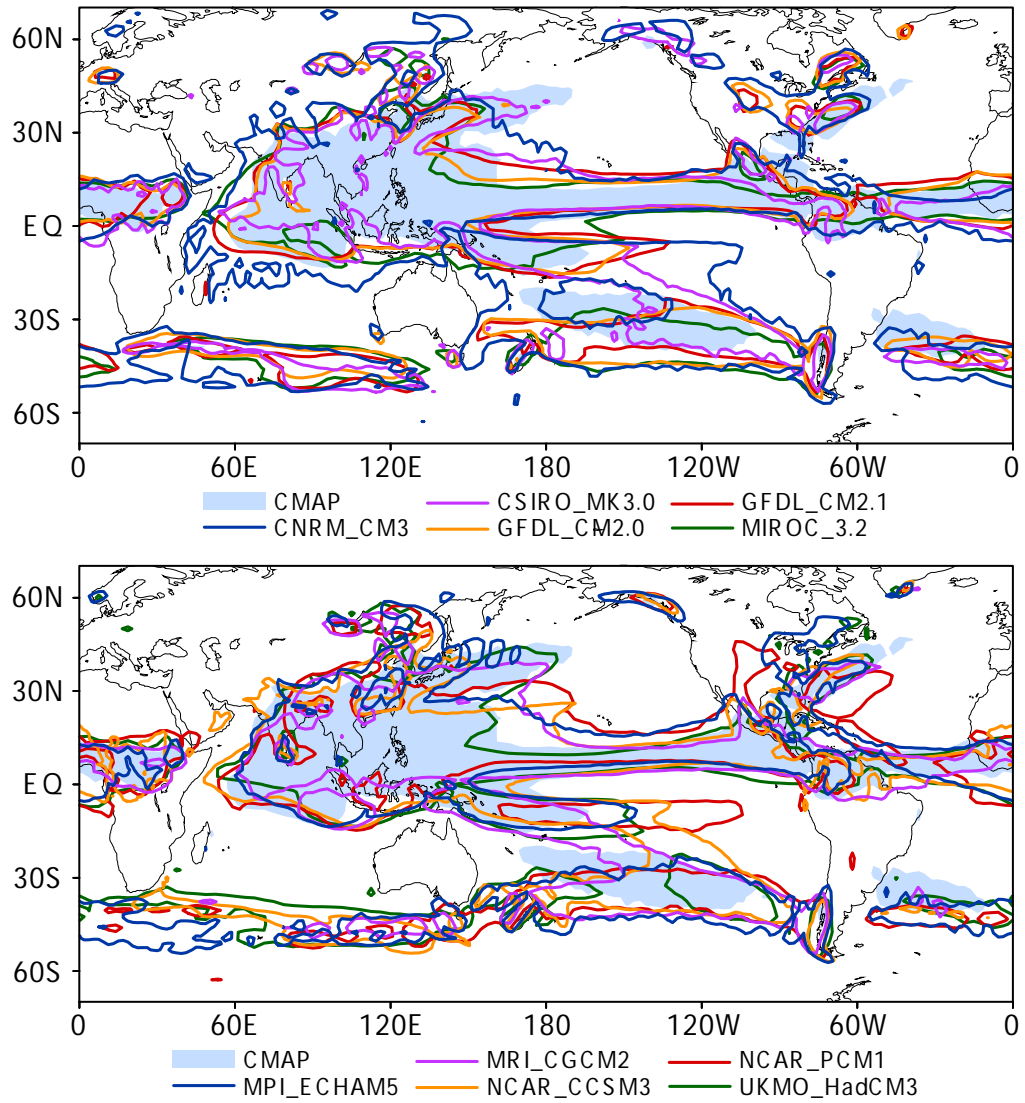 60N
30N
EQ
30S
60S
0 60E 120E 180 120W 60W 0
CMAP CSIRO_MK3.0 GFDL_CM2.1
CNRM_CM3 GFDL_CM2.0 MIROC_3.2
60N
30N
EQ
30S
60S
0 60E 120E 180 120W 60W 0
CMAP MRI_CGCM2 NCAR_PCM1
MPI_ECHAM5 NCAR_CCSM3 UKMO_HadCM3